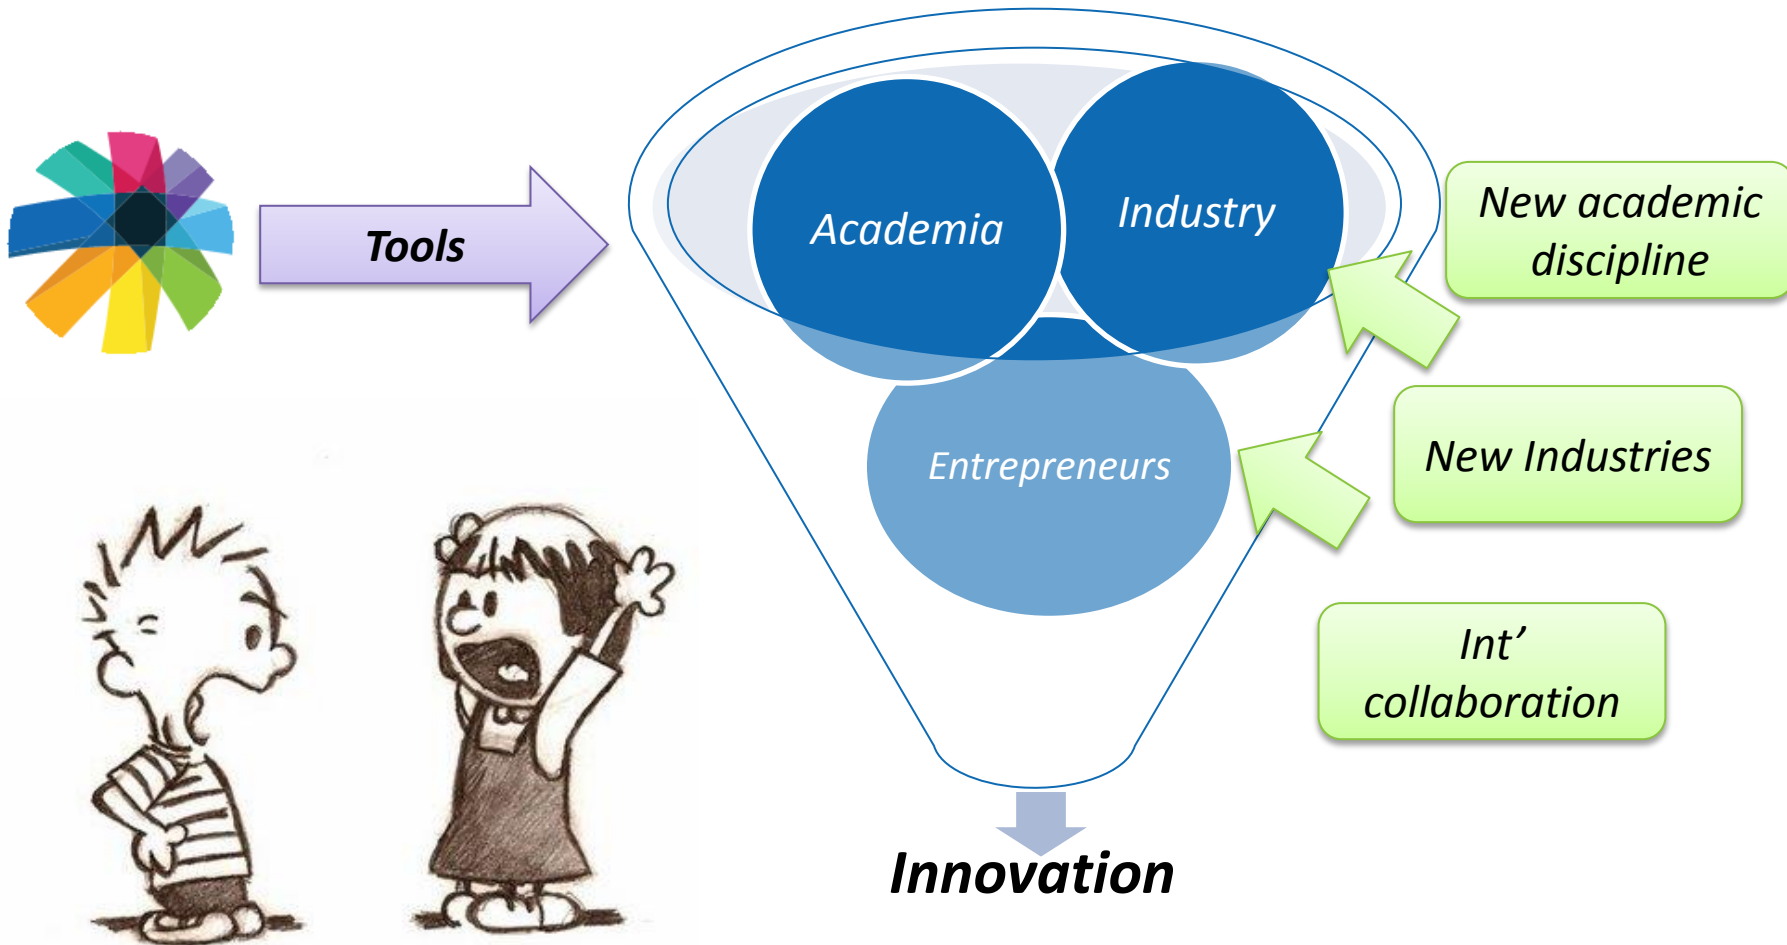 Tools
Academia
Industry
Entrepreneurs
New academic
discipline
New Industries
Int’
collaboration
Innovation